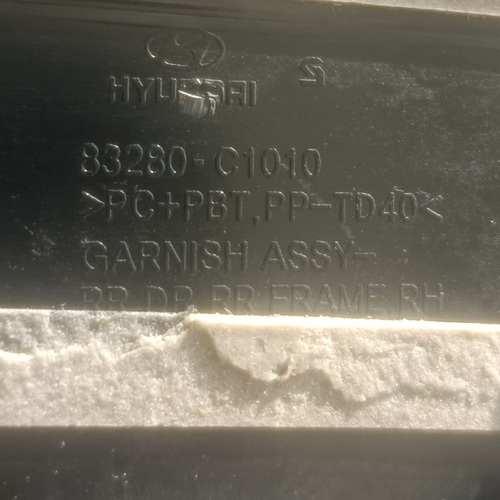 HYUNDAI
83280-C1010
>PC+PBT,PP-TD40<
GARNISH ASSY-
RR DR RR FRAME RH